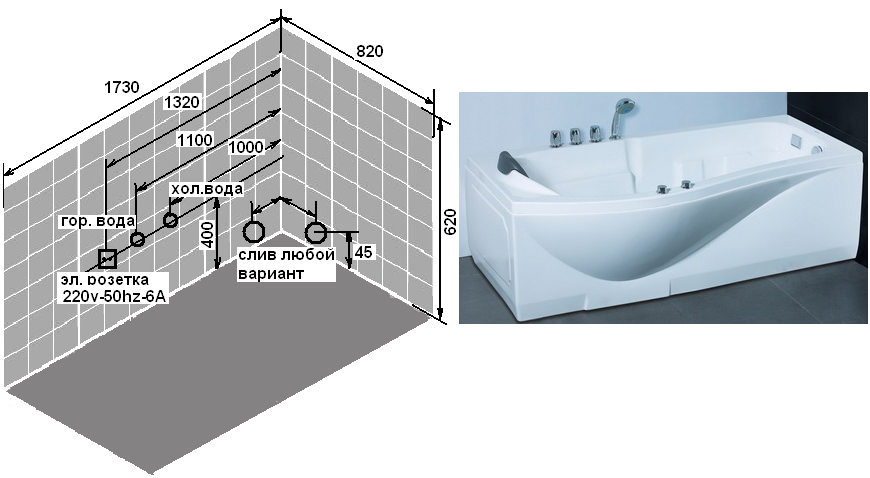 1730
820
1320
1100
1000
хол.вода
гор. вода
400
620
45
слив любой
вариант
эл. розетка
220v-50hz-6A